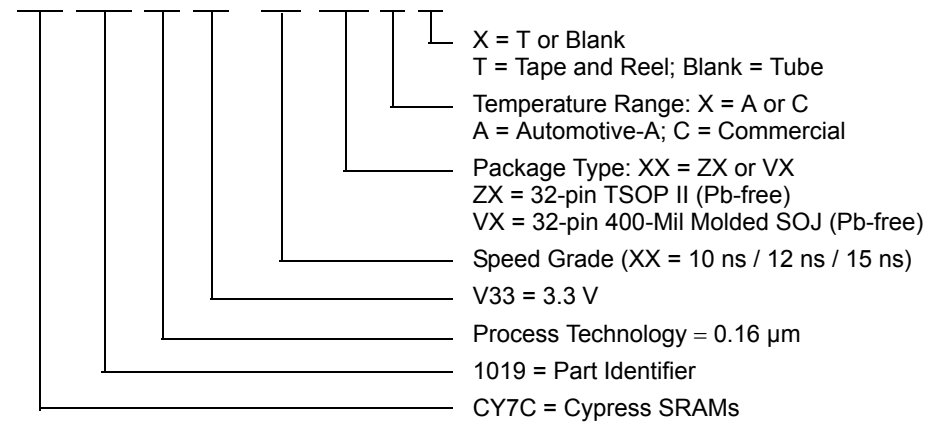 X = T or Blank
T = Tape and Reel; Blank = Tube
Temperature Range: X = A or C
A = Automotive-A; C = Commercial
Package Type: XX = ZX or VX
ZX = 32-pin TSOP II (Pb-free)
VX = 32-pin 400-Mil Molded SOJ (Pb-free)
Speed Grade (XX = 10 ns / 12 ns / 15 ns)
V33 = 3.3 V
Process Technology = 0.16 µm
1019 = Part Identifier
CY7C = Cypress SRAMs